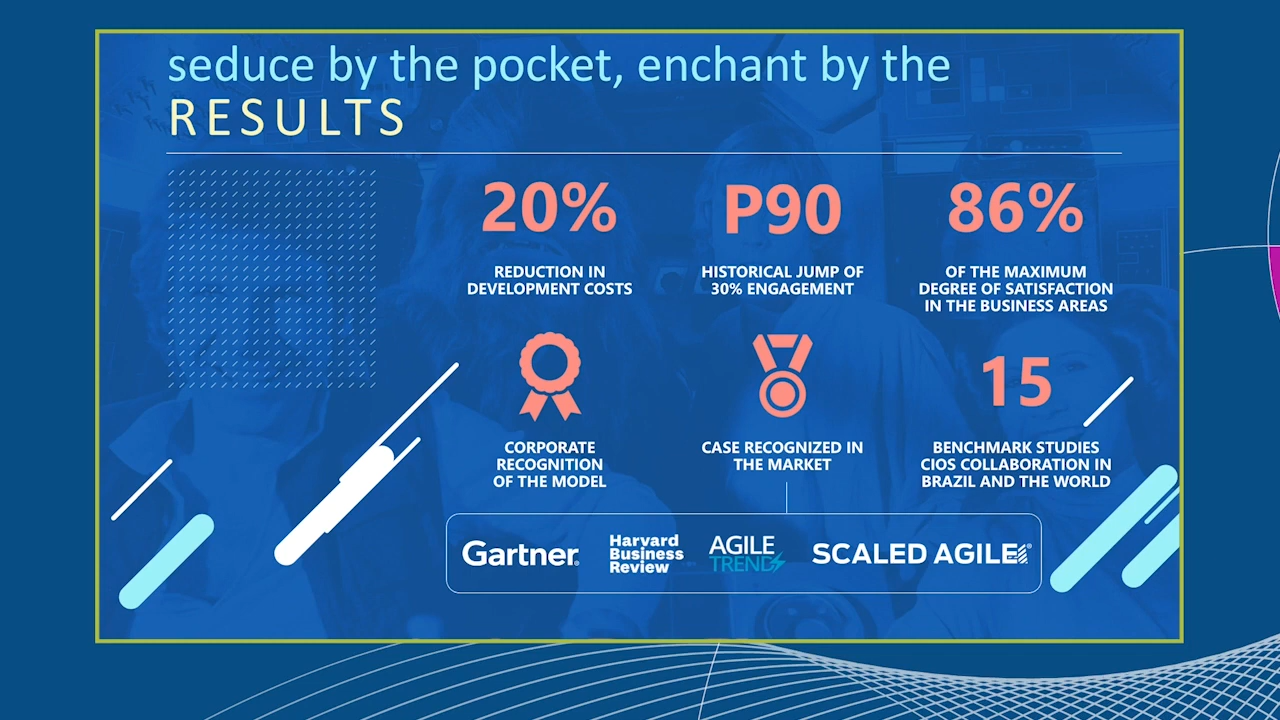 seduce by the pocket, enchant by the
RESULTS
20%
REDUCTION IN
DEVELOPMENT COSTS
P90
HISTORICAL JUMP OF
30% ENGAGEMENT
86%
OF THE MAXIMUM
DEGREE OF SATISFACTION
IN THE BUSINESS AREAS
CORPORATE
RECOGNITION
OF THE MODEL
CASE RECOGNIZED IN
THE MARKET
15
BENCHMARK STUDIES
CIOS COLLABORATION IN
BRAZIL AND THE WORLD
Gartner®
Harvard
Business
Review
AGILE
TRENDS
SCALED AGILE®